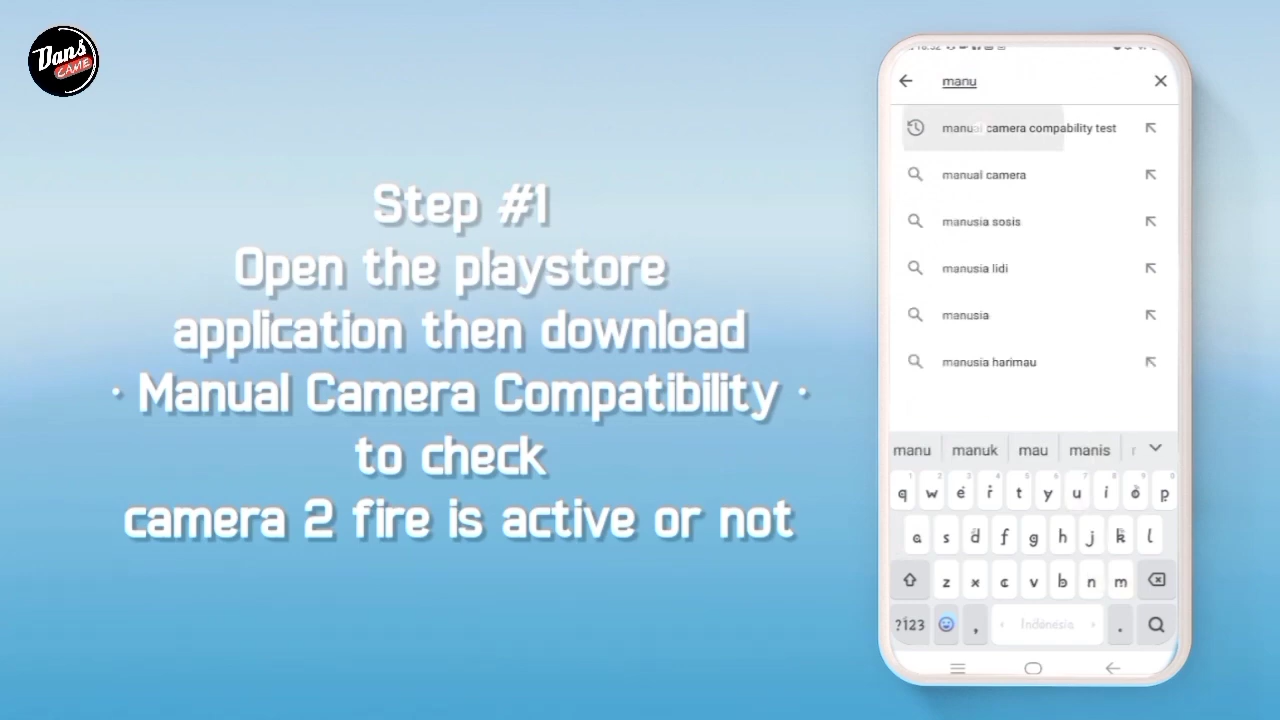 Dans
CAME
Step #1
Open the playstore
application then download
· Manual Camera Compatibility ·
to check
camera 2 fire is active or not
manu
manual camera compability test
manual camera
manusia sosis
manusia lidi
manusia
manusia harimau
manu manuk mau manis
q w e r t y u i o p
a s d f g h j k l
z x c v b n m
?123 , Indonesia .